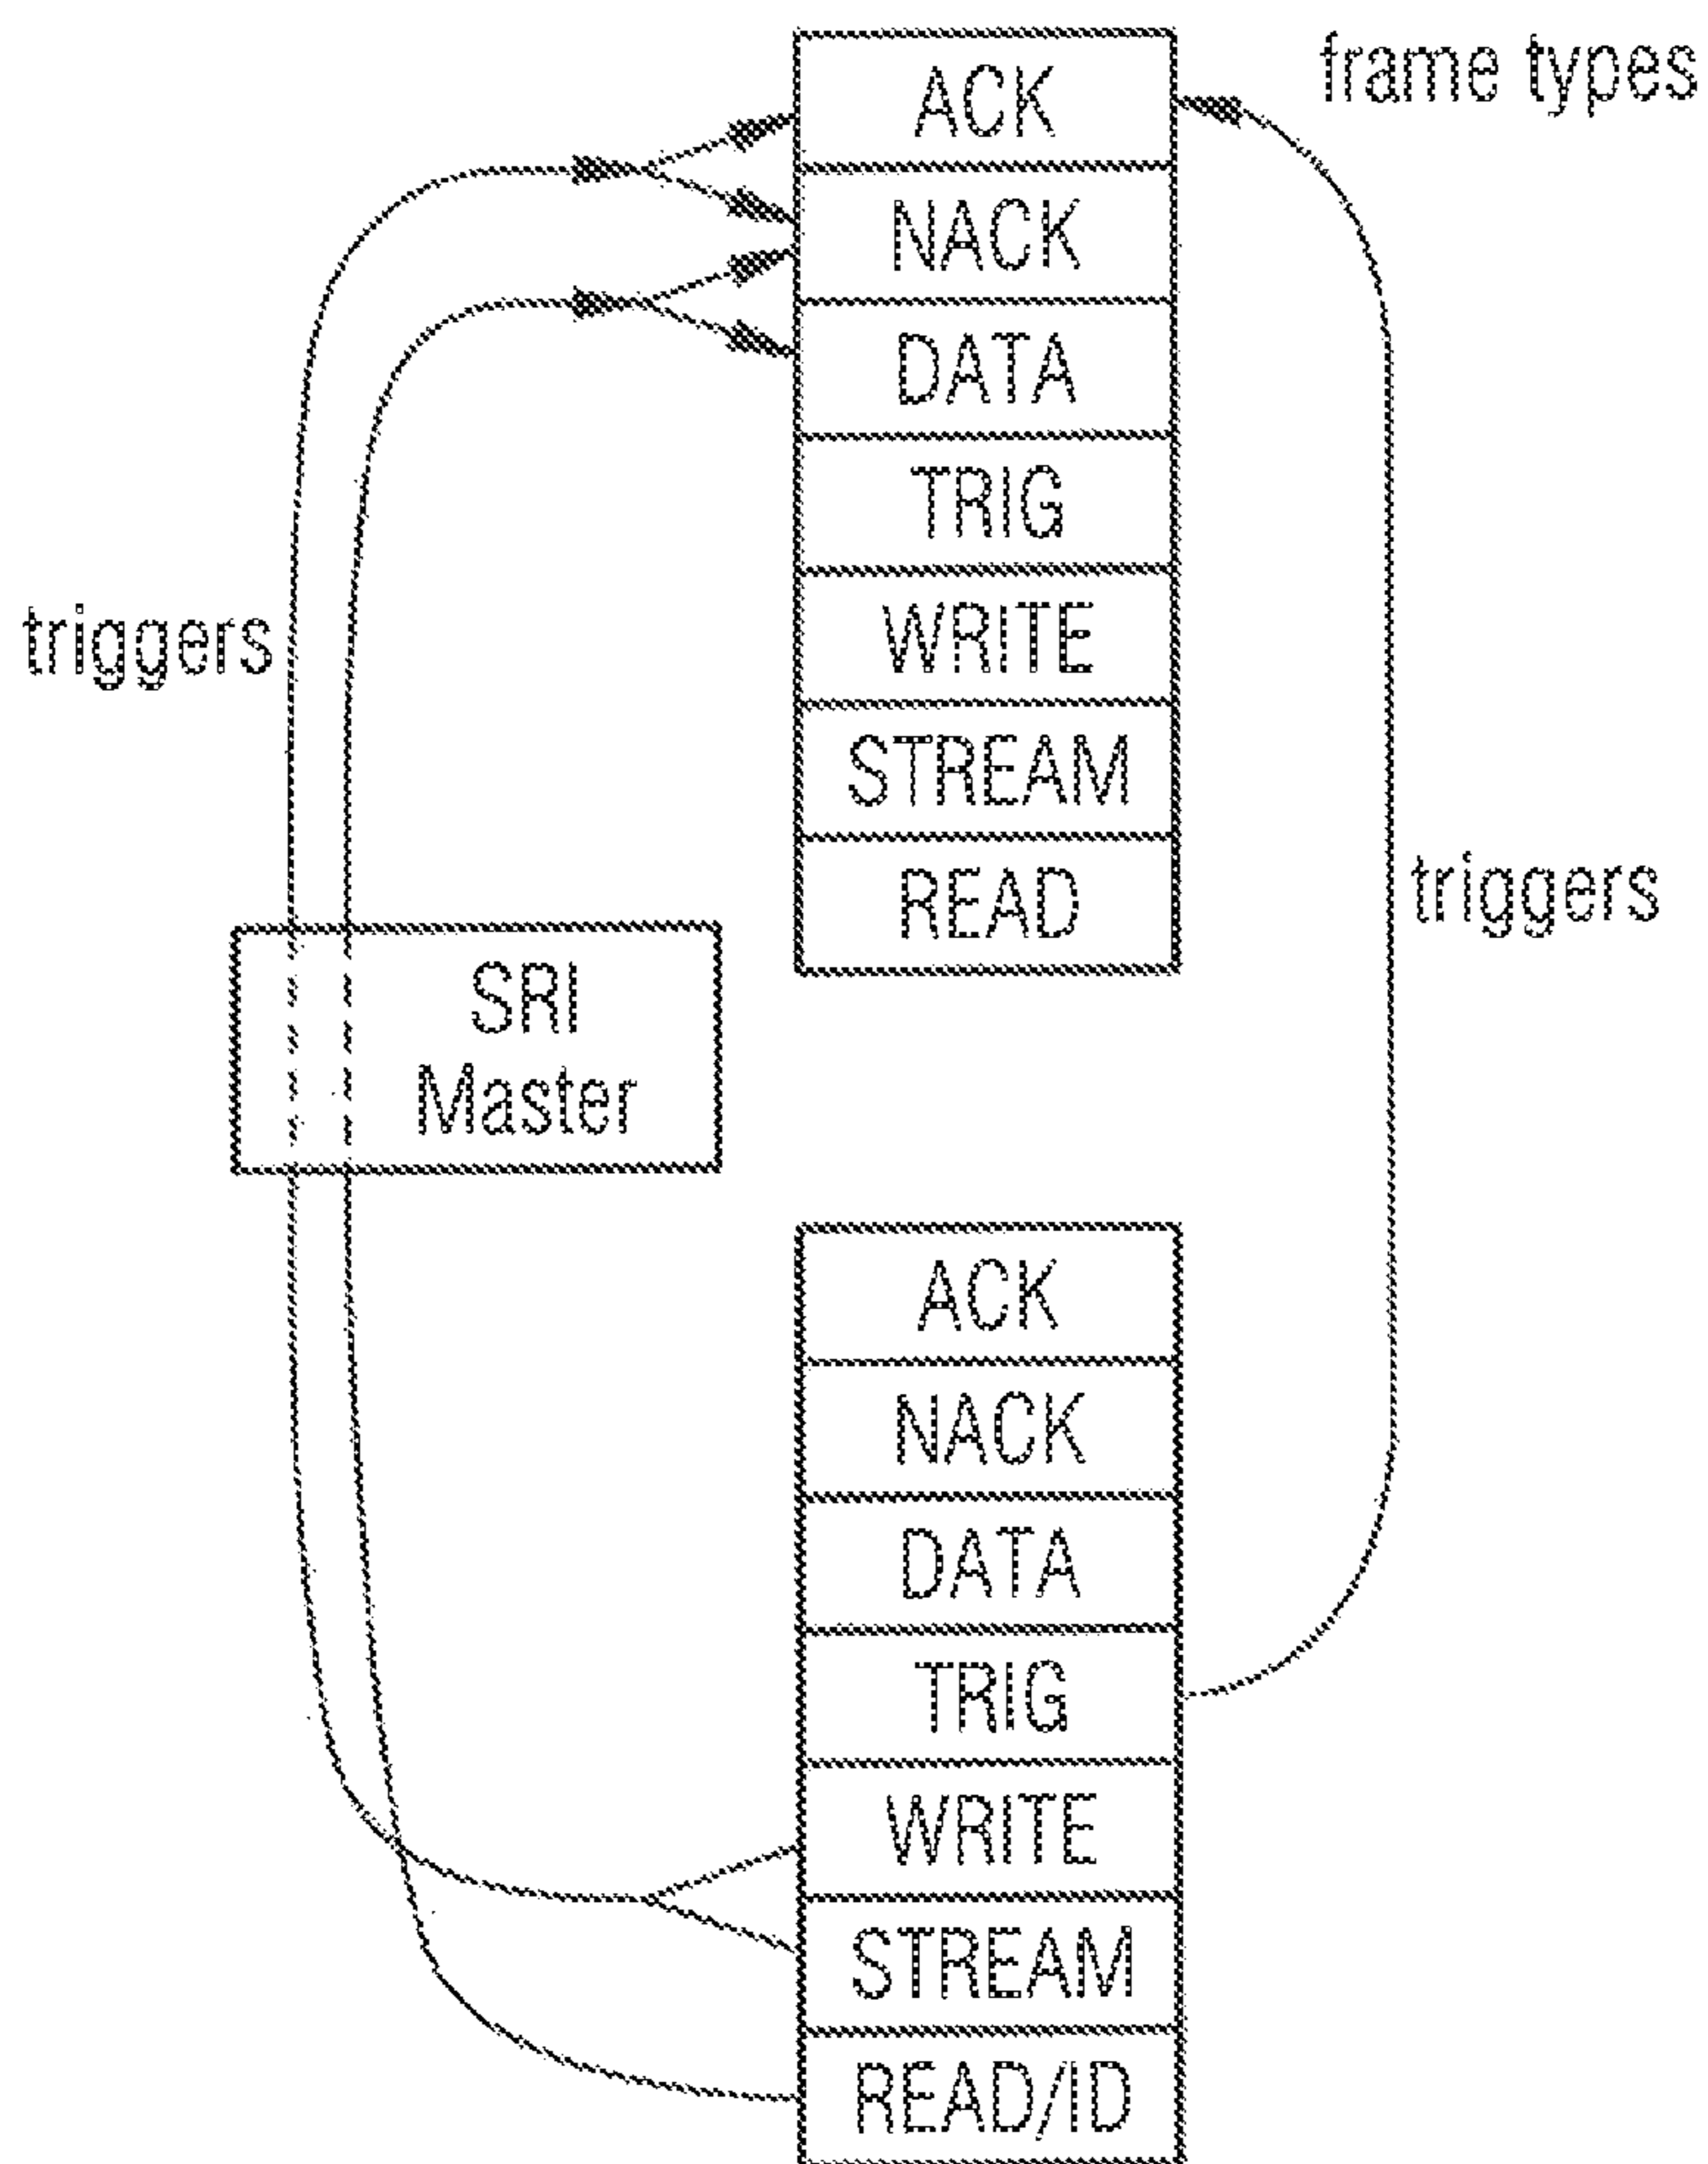 frame types
ACK
NACK
DATA
TRIG
WRITE
STREAM
READ
triggers
triggers
SRI
Master
ACK
NACK
DATA
TRIG
WRITE
STREAM
READ/ID